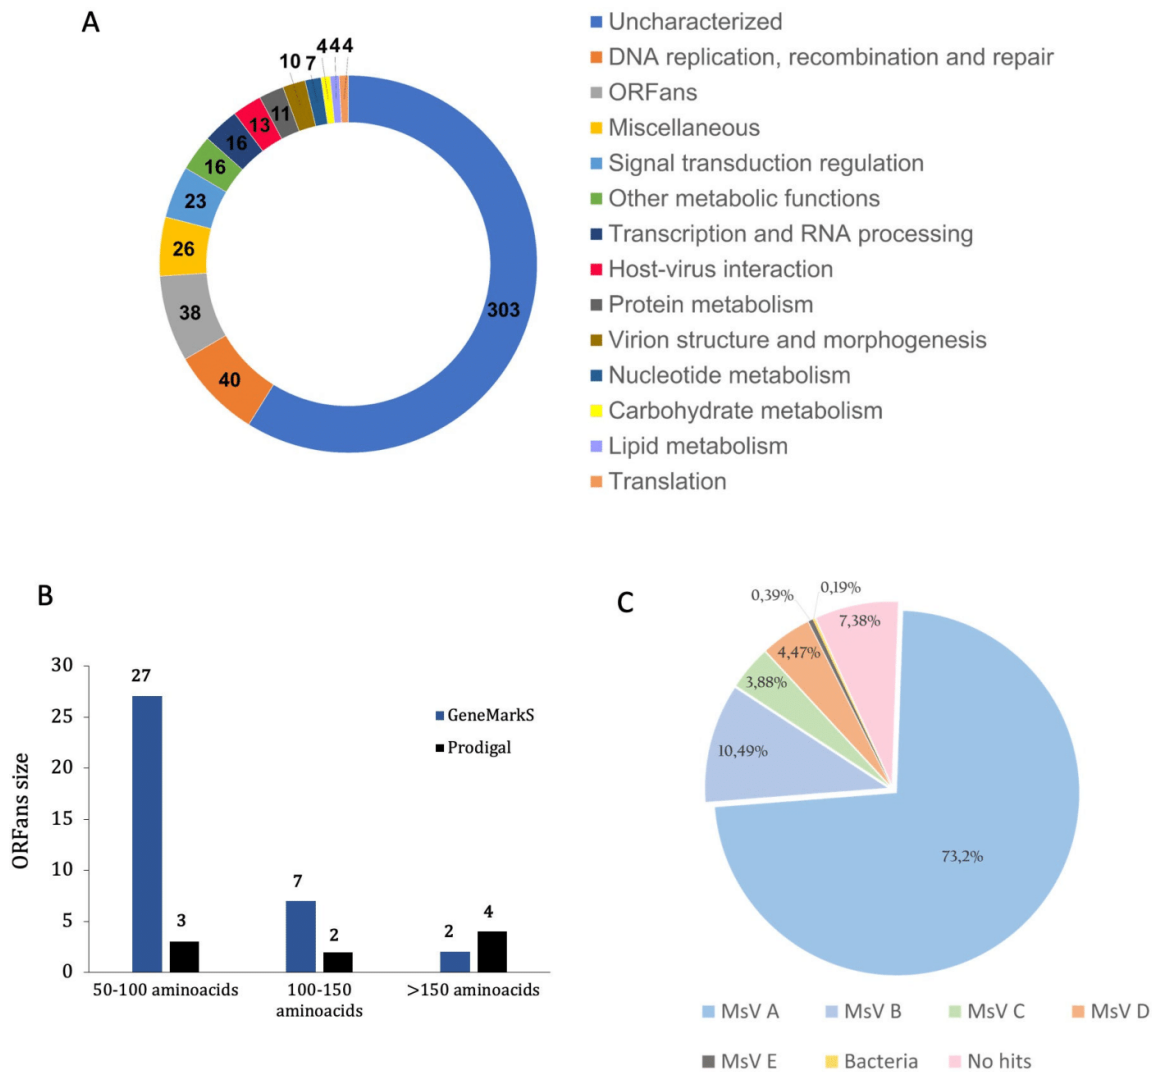 A
303
40
38
26
23
16
16
13
11
10
7
4
4
4
Uncharacterized
DNA replication, recombination and repair
ORFans
Miscellaneous
Signal transduction regulation
Other metabolic functions
Transcription and RNA processing
Host-virus interaction
Protein metabolism
Virion structure and morphogenesis
Nucleotide metabolism
Carbohydrate metabolism
Lipid metabolism
Translation
B
ORFans size
30
25
20
15
10
5
0
27
3
7
2
2
4
GeneMarkS
Prodigal
50-100 aminoacids
100-150
aminoacids
>150 aminoacids
C
0,39%
0,19%
7,38%
4,47%
3,88%
10,49%
73,2%
MsV A
MsV B
MsV C
MsV D
MsV E
Bacteria
No hits